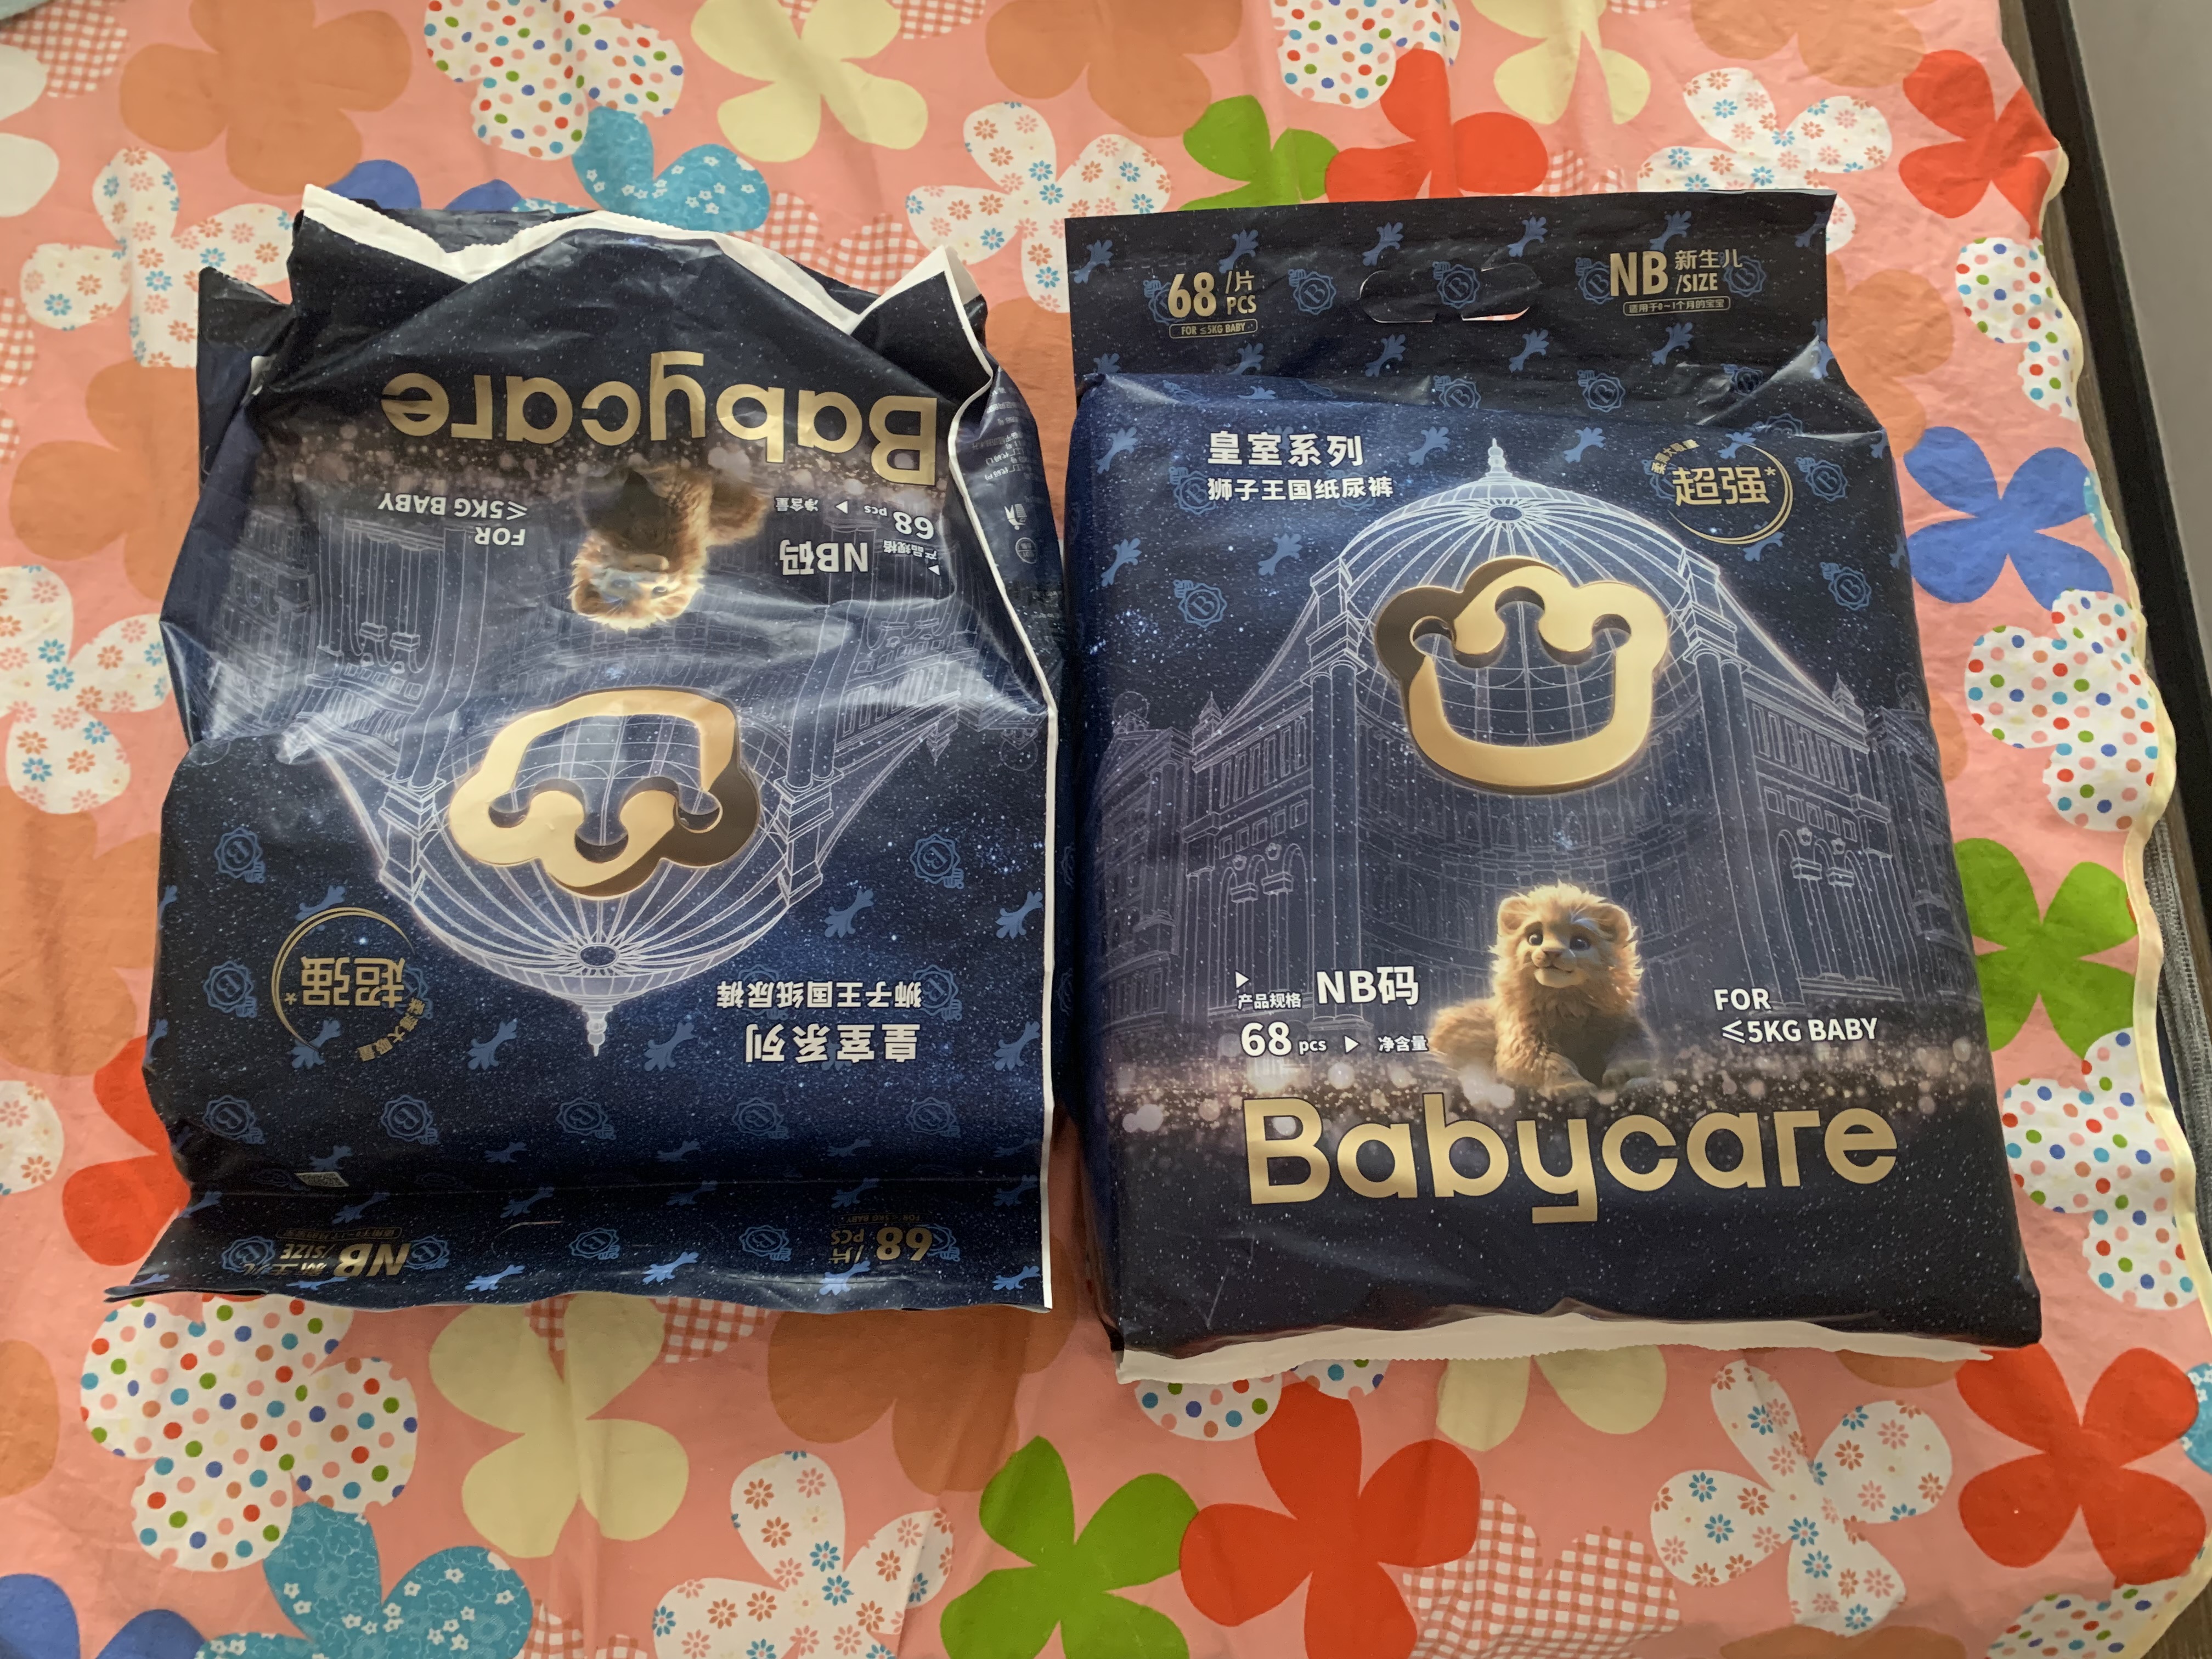 NB
/SIZE
68 /片
PCS
超强*
皇室系列
狮子王国纸尿裤
FOR
≤5KG BABY
产品规格 NB码
68 pcs 净含量
Babycare
68 /片
PCS
FOR ≤5KG BABY
NB 新生儿
/SIZE
皇室系列
狮子王国纸尿裤
超强*
产品规格 NB码
68 pcs 净含量
FOR
≤5KG BABY
Babycare